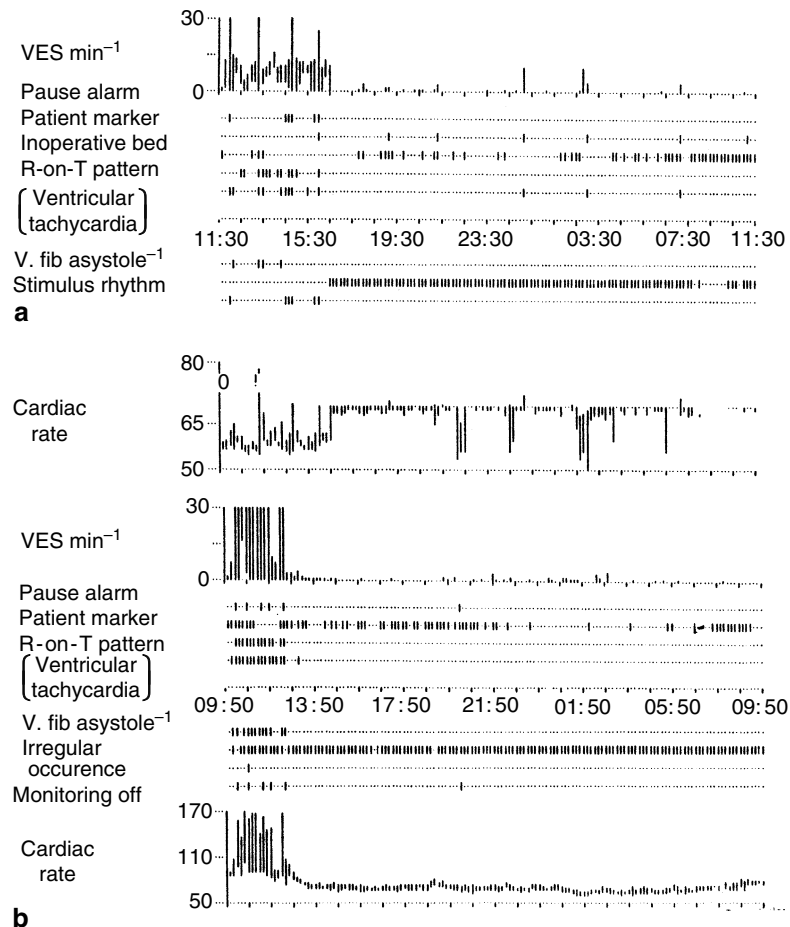 30
VES min⁻¹
0
Pause alarm
Patient marker
Inoperative bed
R-on-T pattern
(Ventricular
tachycardia)
11:30 15:30 19:30 23:30 03:30 07:30 11:30
V. fib asystole⁻¹
Stimulus rhythm
a
80
0
Cardiac
rate
65
50
30
VES min⁻¹
0
Pause alarm
Patient marker
R-on-T pattern
(Ventricular
tachycardia)
09:50 13:50 17:50 21:50 01:50 05:50 09:50
V. fib asystole⁻¹
Irregular
occurence
Monitoring off
170
Cardiac
rate
110
50
b